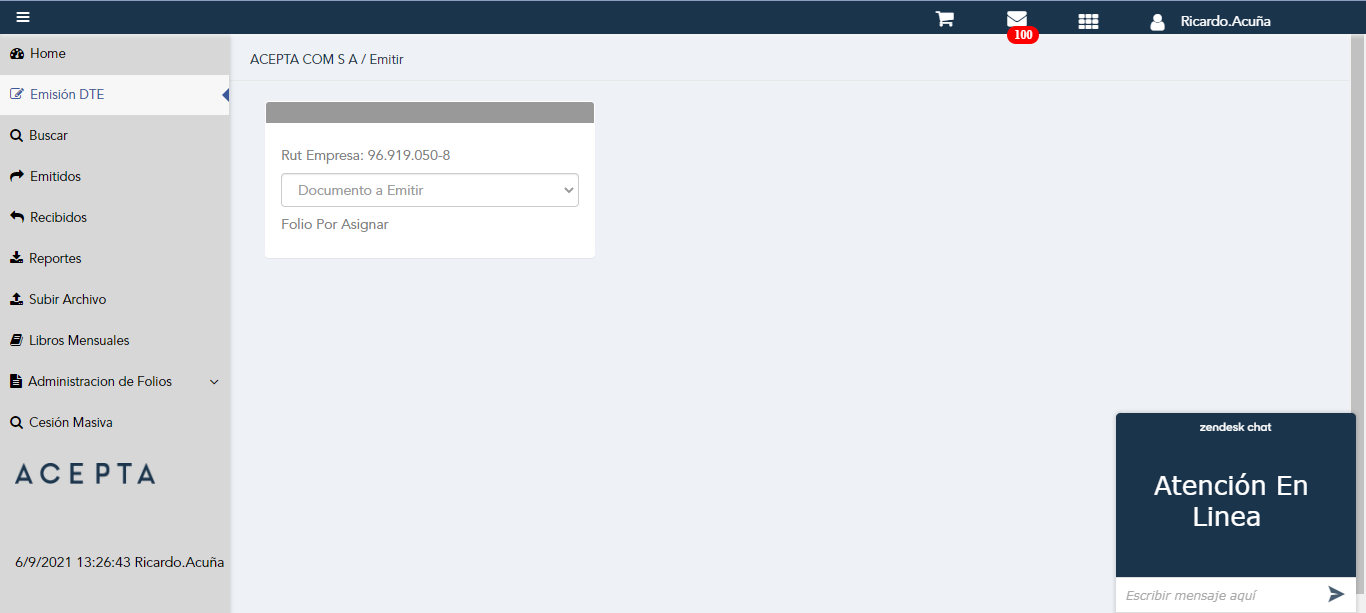 Ricardo.Acuña
100
Home
Emisión DTE
Buscar
Emitidos
Recibidos
Reportes
Subir Archivo
Libros Mensuales
Administracion de Folios
Cesión Masiva
ACEPTA
6/9/2021 13:26:43 Ricardo.Acuña
ACEPTA COM S A / Emitir
Rut Empresa: 96.919.050-8
Documento a Emitir
Folio Por Asignar
zendesk chat
Atención En
Linea
Escribir mensaje aquí